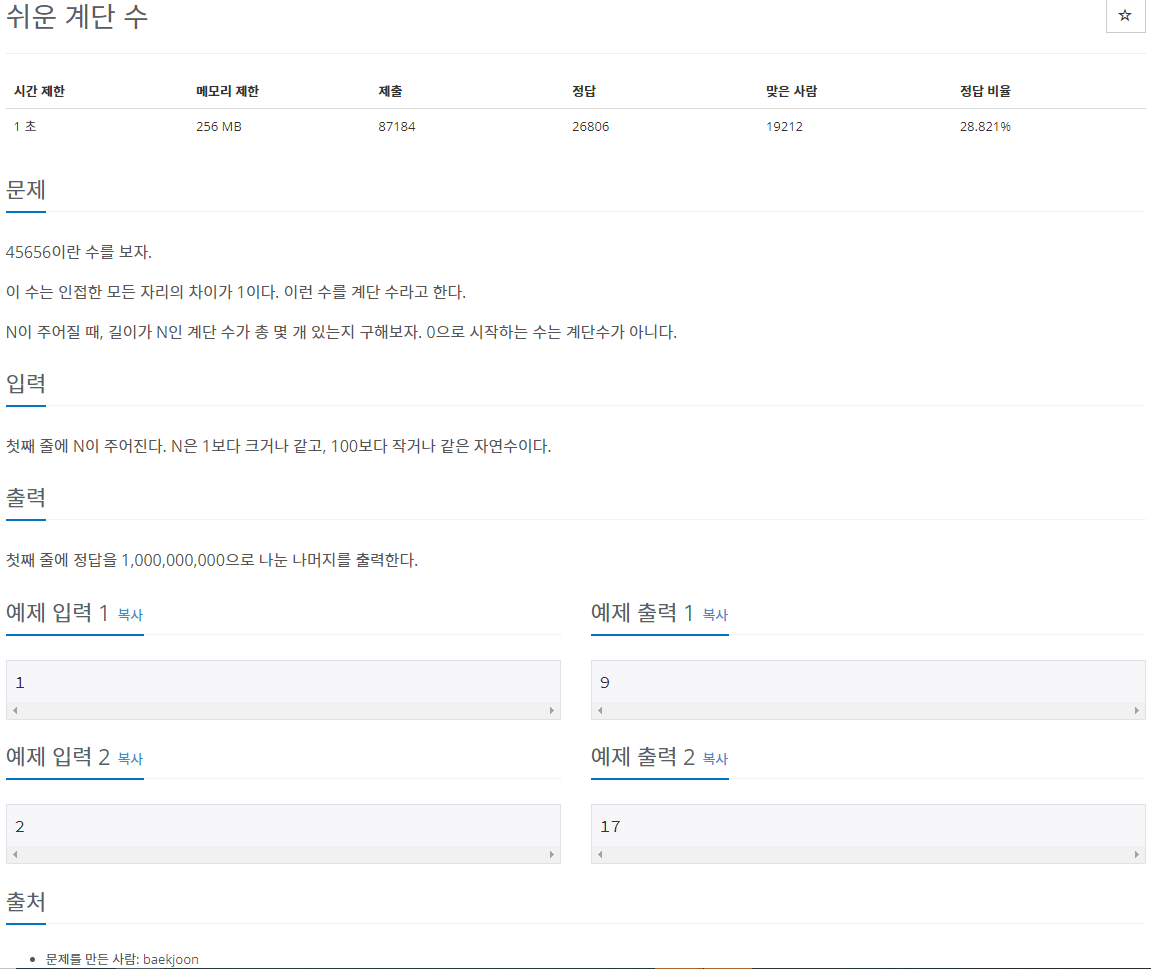 쉬운 계단 수
시간 제한 메모리 제한 제출 정답 맞은 사람 정답 비율
1 초 256 MB 87184 26806 19212 28.821%
문제
45656이란 수를 보자.
이 수는 인접한 모든 자리의 차이가 1이다. 이런 수를 계단 수라고 한다.
N이 주어질 때, 길이가 N인 계단 수가 총 몇 개 있는지 구해보자. 0으로 시작하는 수는 계단수가 아니다.
입력
첫째 줄에 N이 주어진다. N은 1보다 크거나 같고, 100보다 작거나 같은 자연수이다.
출력
첫째 줄에 정답을 1,000,000,000으로 나눈 나머지를 출력한다.
예제 입력 1 복사 예제 출력 1 복사
1 9
예제 입력 2 복사 예제 출력 2 복사
2 17
출처
문제를 만든 사람: baekjoon